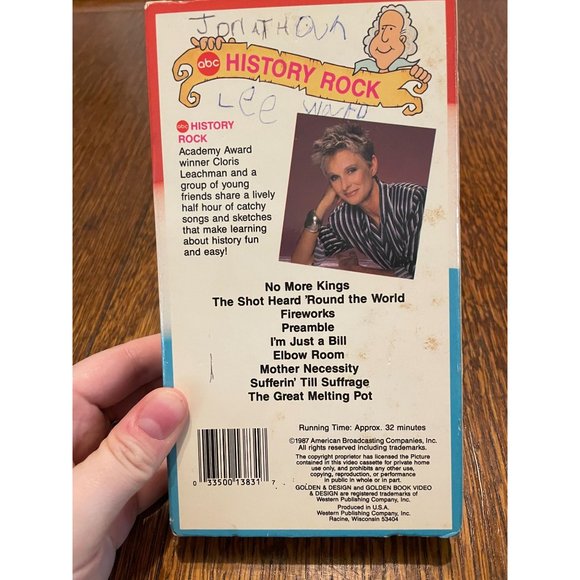 Jonathan
abc HISTORY ROCK
Lee Ward
abc HISTORY
ROCK
Academy Award
winner Cloris
Leachman and a
group of young
friends share a lively
half hour of catchy
songs and sketches
that make learning
about history fun
and easy!
No More Kings
The Shot Heard 'Round the World
Fireworks
Preamble
I'm Just a Bill
Elbow Room
Mother Necessity
Sufferin' Till Suffrage
The Great Melting Pot
Running Time: Approx. 32 minutes
©1987 American Broadcasting Companies, Inc.
All rights reserved including trademarks.
The copyright proprietor has licensed the Picture
contained in this video cassette for private home
use only, and prohibits any other use,
copying, reproduction, or performance
in public in whole or in part.
GOLDEN & DESIGN and GOLDEN BOOK VIDEO
& DESIGN are registered trademarks of
Western Publishing Company, Inc.
Produced in U.S.A.
Western Publishing Company, Inc.
Racine, Wisconsin 53404
0 33500 13831 7